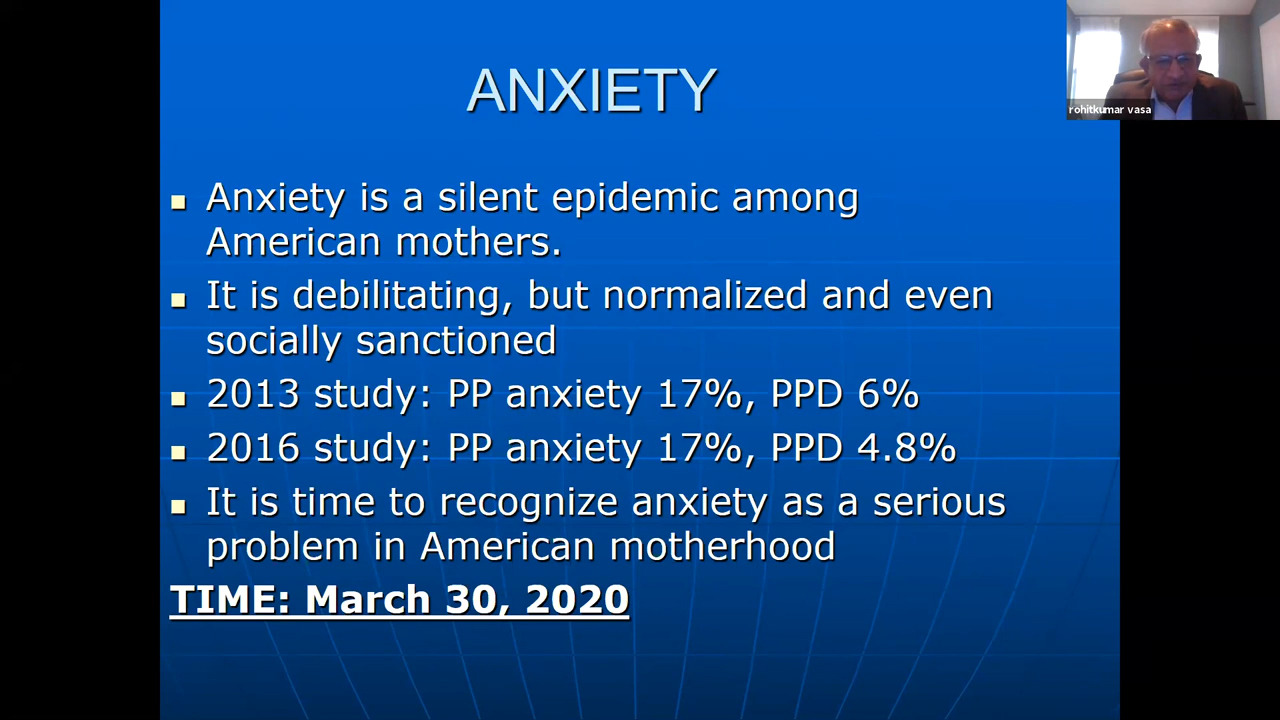 ANXIETY
rohitkumar vasa
Anxiety is a silent epidemic among
American mothers.
It is debilitating, but normalized and even
socially sanctioned
2013 study: PP anxiety 17%, PPD 6%
2016 study: PP anxiety 17%, PPD 4.8%
It is time to recognize anxiety as a serious
problem in American motherhood
TIME: March 30, 2020